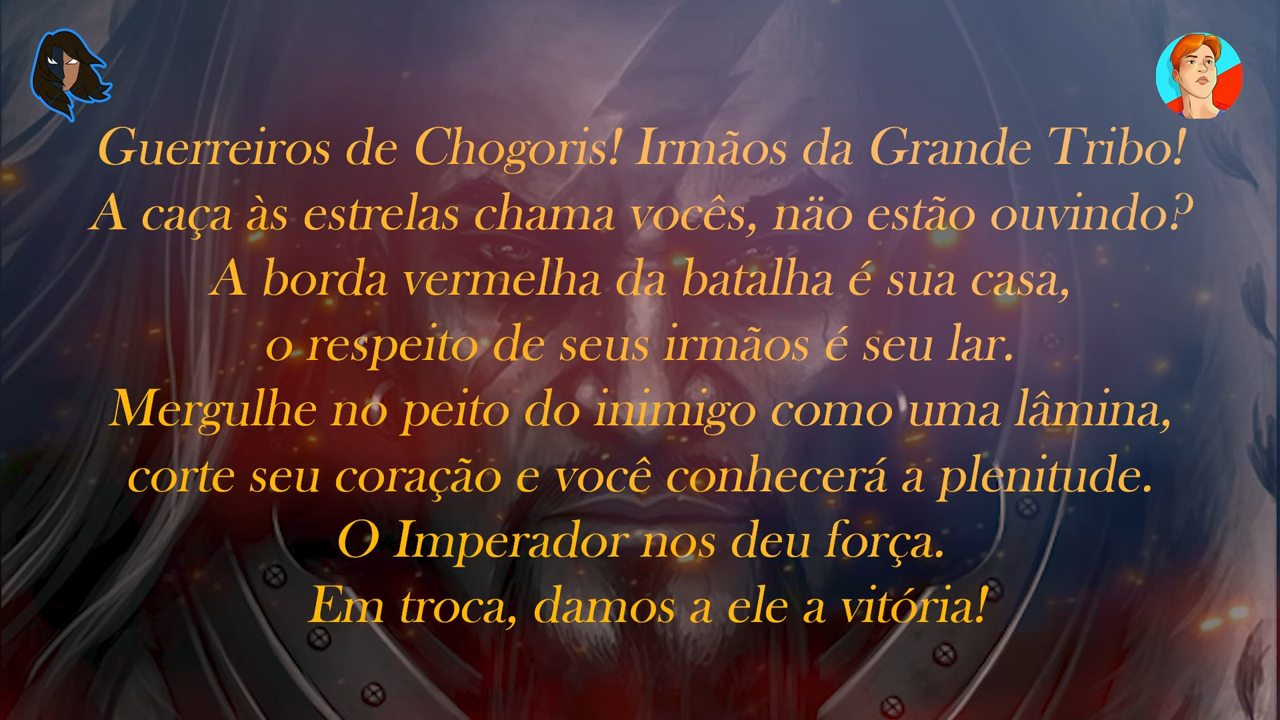 Guerreiros de Chogoris! Irmãos da Grande Tribo!
A caça às estrelas chama vocês, näo estão ouvindo?
A borda vermelha da batalha é sua casa,
o respeito de seus irmãos é seu lar.
Mergulhe no peito do inimigo como uma lâmina,
corte seu coração e você conhecerá a plenitude.
O Imperador nos deu força.
Em troca, damos a ele a vitória!